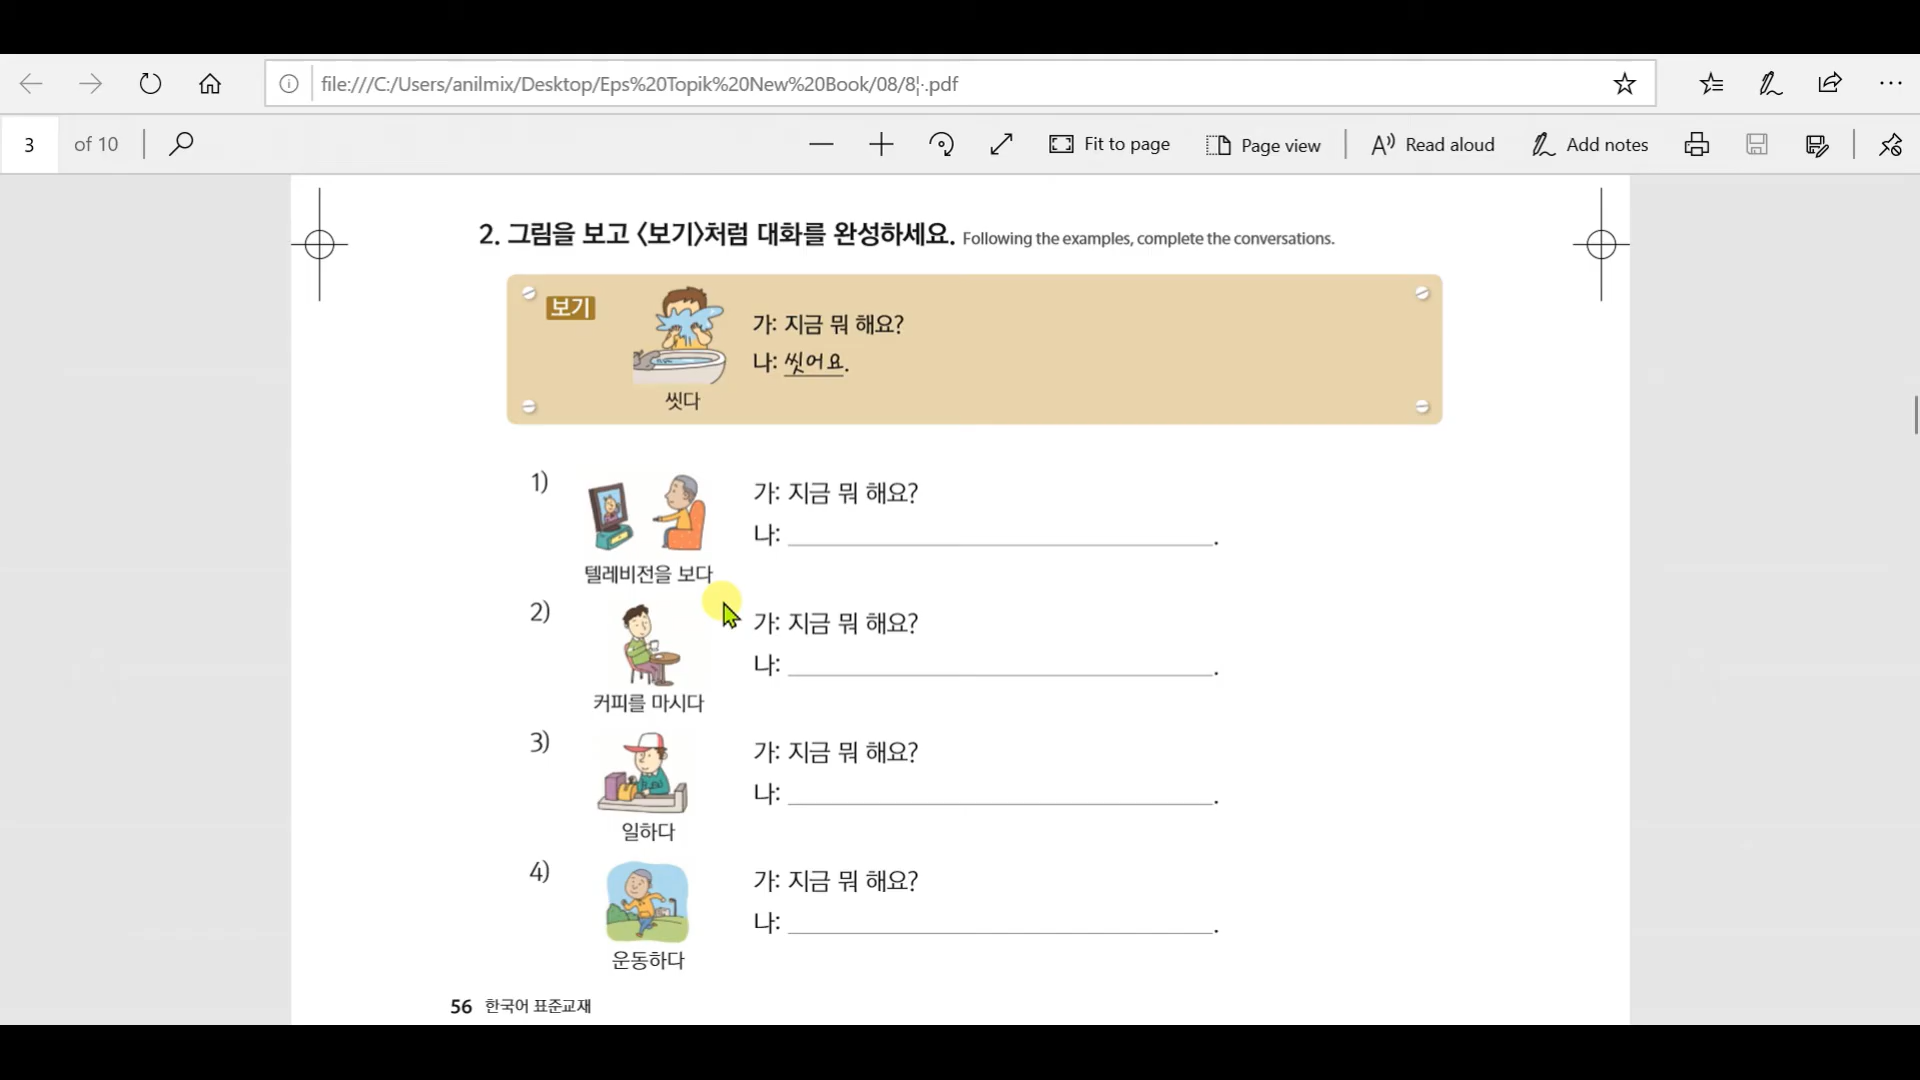 file:///C:/Users/anilmix/Desktop/Eps%20Topik%20New%20Book/08/8¦·.pdf
3 of 10
Fit to page
Page view
Read aloud
Add notes
2. 그림을 보고 〈보기〉처럼 대화를 완성하세요. Following the examples, complete the conversations.
보기
가: 지금 뭐 해요?
나: 씻어요.
씻다
1)
가: 지금 뭐 해요?
나: .
텔레비전을 보다
2)
가: 지금 뭐 해요?
나: .
커피를 마시다
3)
가: 지금 뭐 해요?
나: .
일하다
4)
가: 지금 뭐 해요?
나: .
운동하다
56 한국어 표준교재